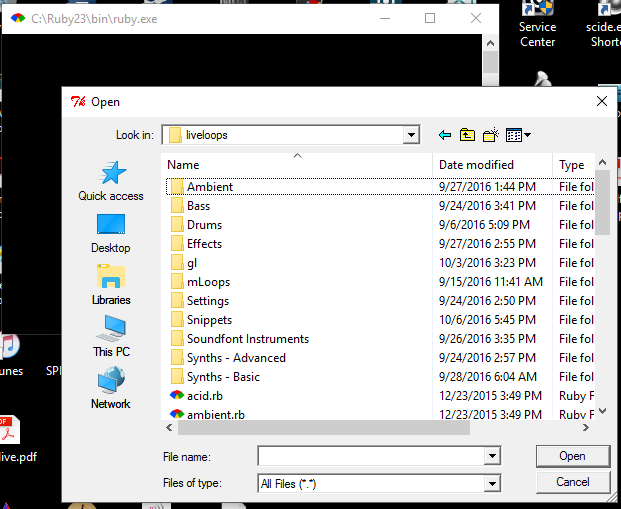 C:\Ruby23\bin\ruby.exe
Service
Center
scide.e
Shorte
Open
Look in:
liveloops
Name
Date modified
Type
Quick access
Desktop
Libraries
This PC
Network
Ambient 9/27/2016 1:44 PM File fol
Bass 9/24/2016 3:41 PM File fol
Drums 9/6/2016 5:09 PM File fol
Effects 9/27/2016 2:55 PM File fol
gl 10/3/2016 3:23 PM File fol
mLoops 9/15/2016 11:41 AM File fol
Settings 9/24/2016 2:50 PM File fol
Snippets 10/6/2016 5:45 PM File fol
Soundfont Instruments 9/26/2016 3:35 PM File fol
Synths - Advanced 9/24/2016 2:57 PM File fol
Synths - Basic 9/28/2016 6:04 AM File fol
acid.rb 12/23/2015 3:49 PM Ruby F
ambient.rb 12/23/2015 3:49 PM Ruby F
File name:
Open
Files of type:
All Files (*.*)
Cancel
unes
SPI
live.pdf